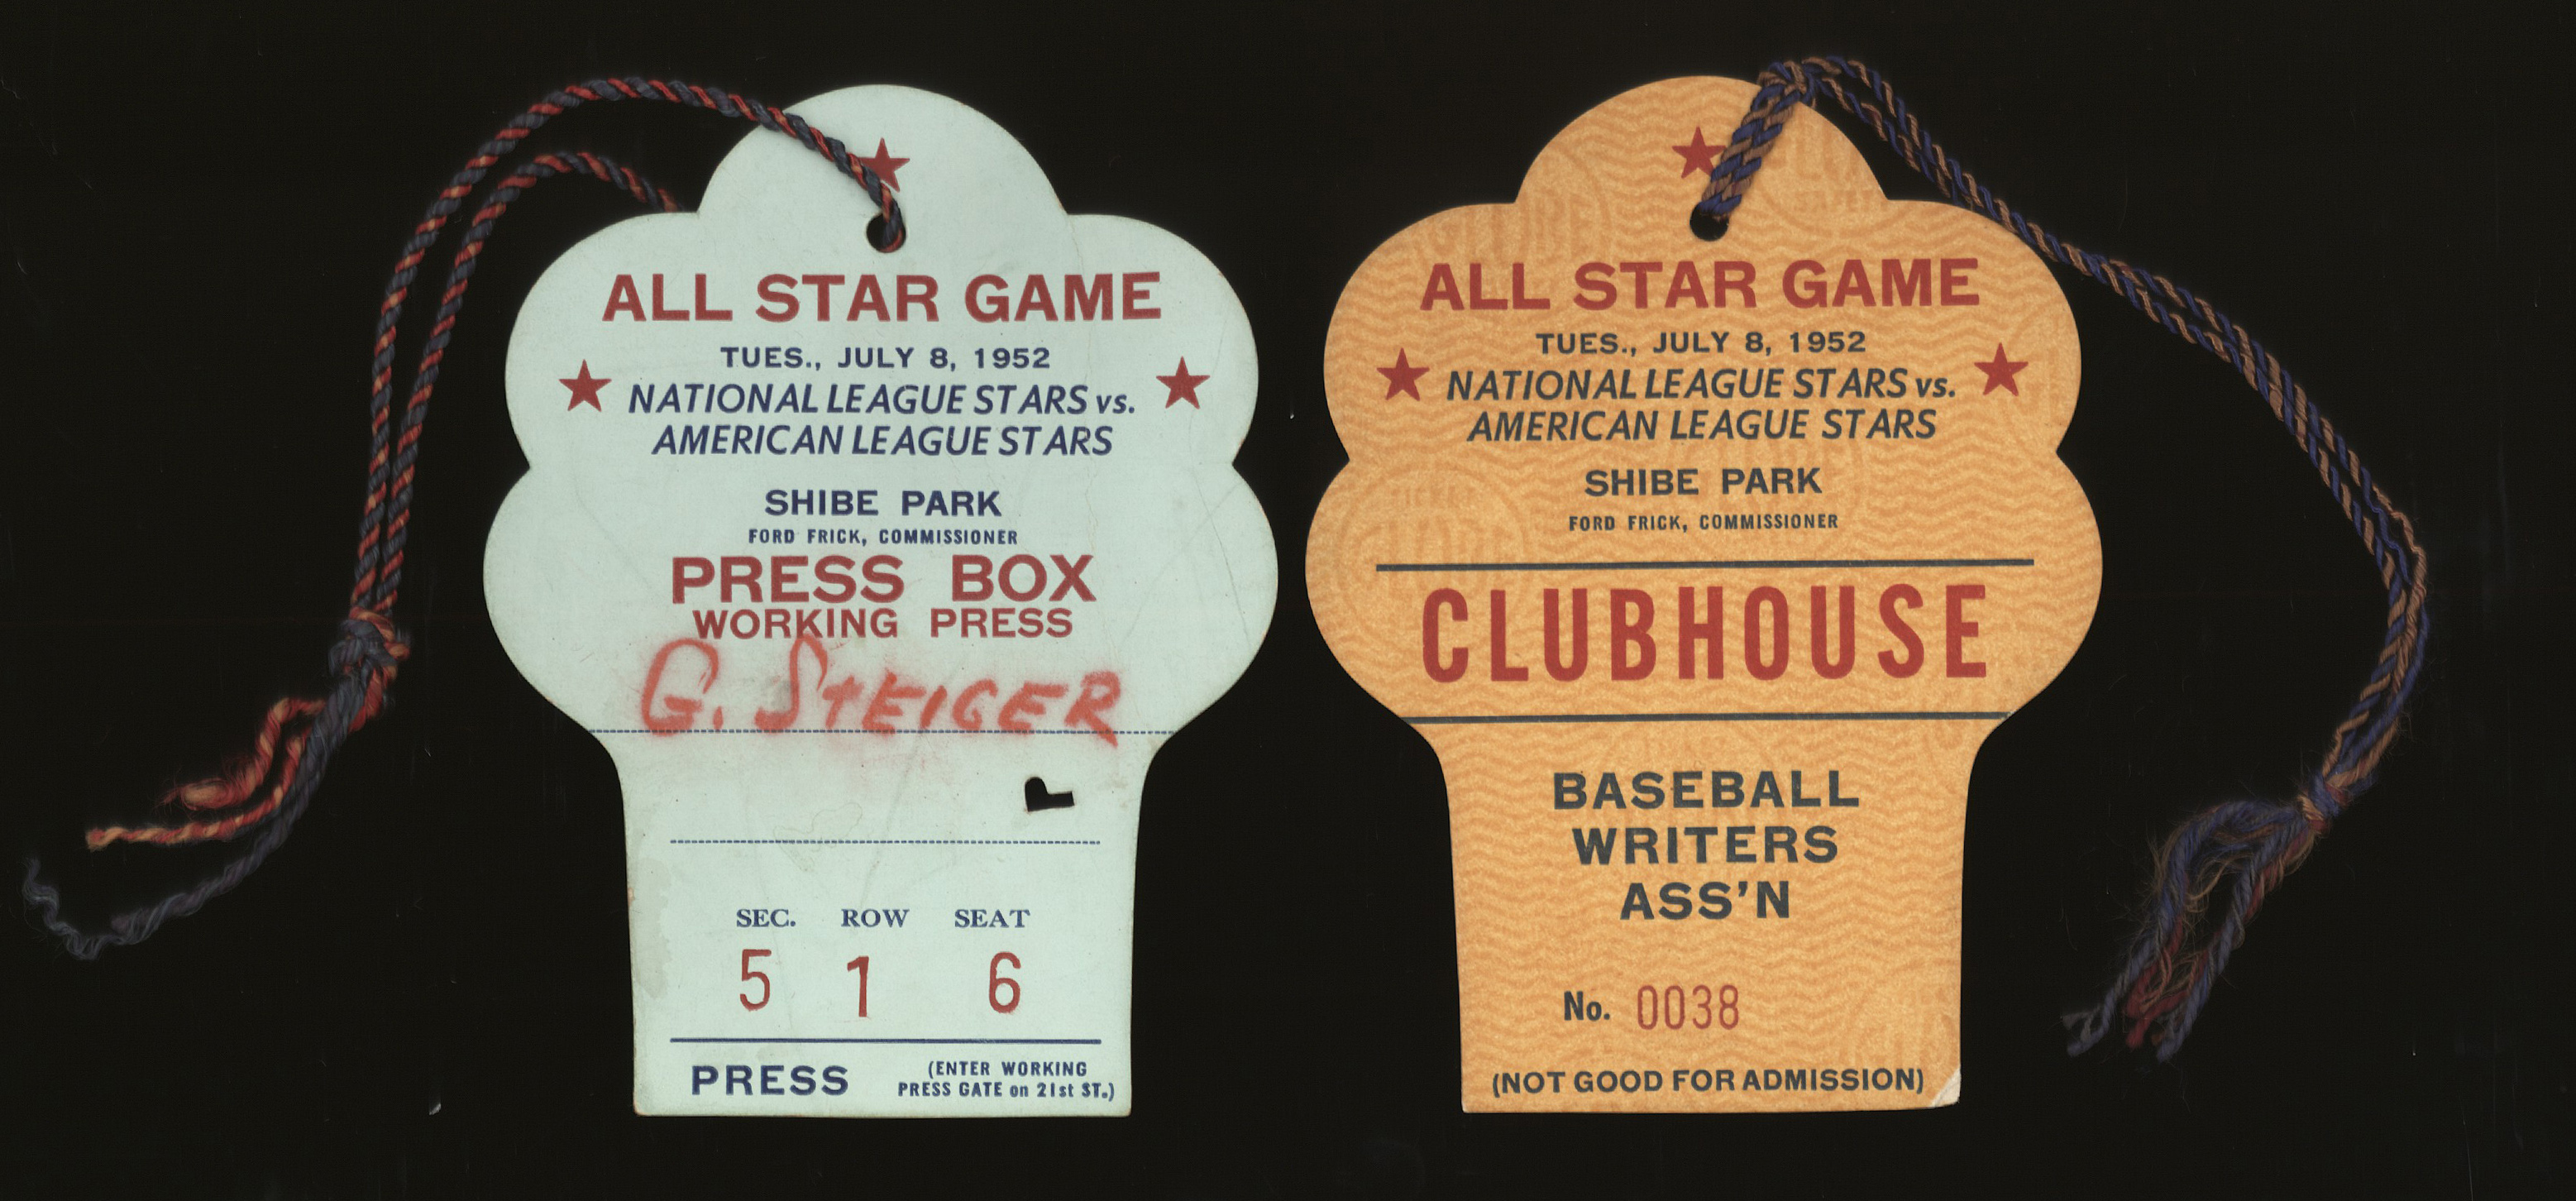 ALL STAR GAME
TUES., JULY 8, 1952
NATIONAL LEAGUE STARS vs.
AMERICAN LEAGUE STARS
SHIBE PARK
FORD FRICK, COMMISSIONER
PRESS BOX
WORKING PRESS
G. STEIGER
SEC. ROW SEAT
5 1 6
PRESS
(ENTER WORKING
PRESS GATE on 21st ST.)
ALL STAR GAME
TUES., JULY 8, 1952
NATIONAL LEAGUE STARS vs.
AMERICAN LEAGUE STARS
SHIBE PARK
FORD FRICK, COMMISSIONER
CLUBHOUSE
BASEBALL
WRITERS
ASS'N
No. 0038
(NOT GOOD FOR ADMISSION)